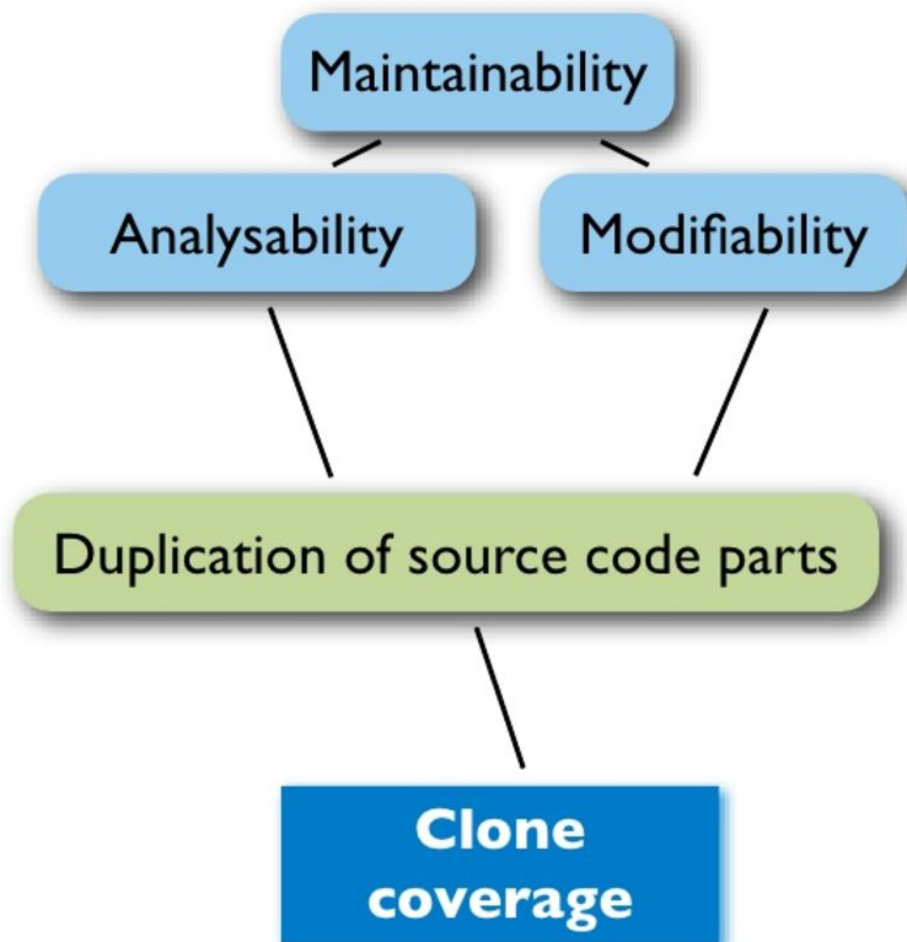 Maintainability
Analysability
Modifiability
Duplication of source code parts
Clone
coverage